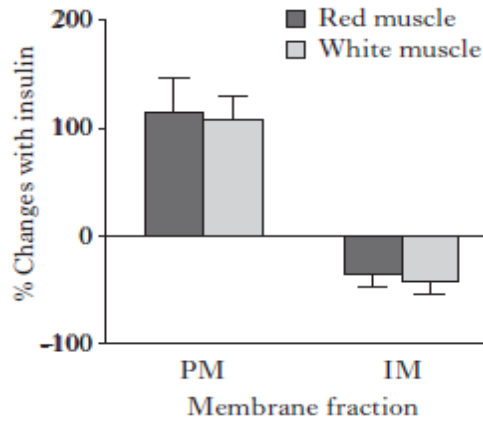 200
Red muscle
White muscle
100
0
–100
% Changes with insulin
PM IM
Membrane fraction